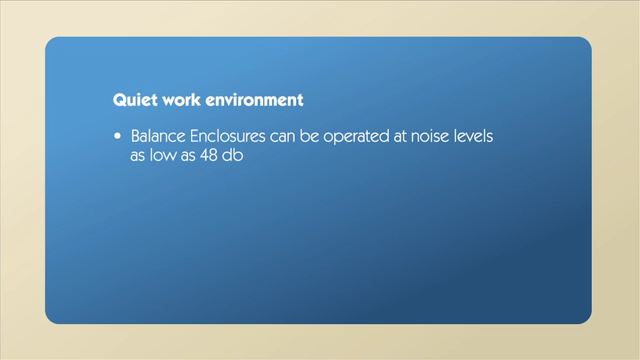 Quiet work environment
• Balance Enclosures can be operated at noise levels
as low as 48 db